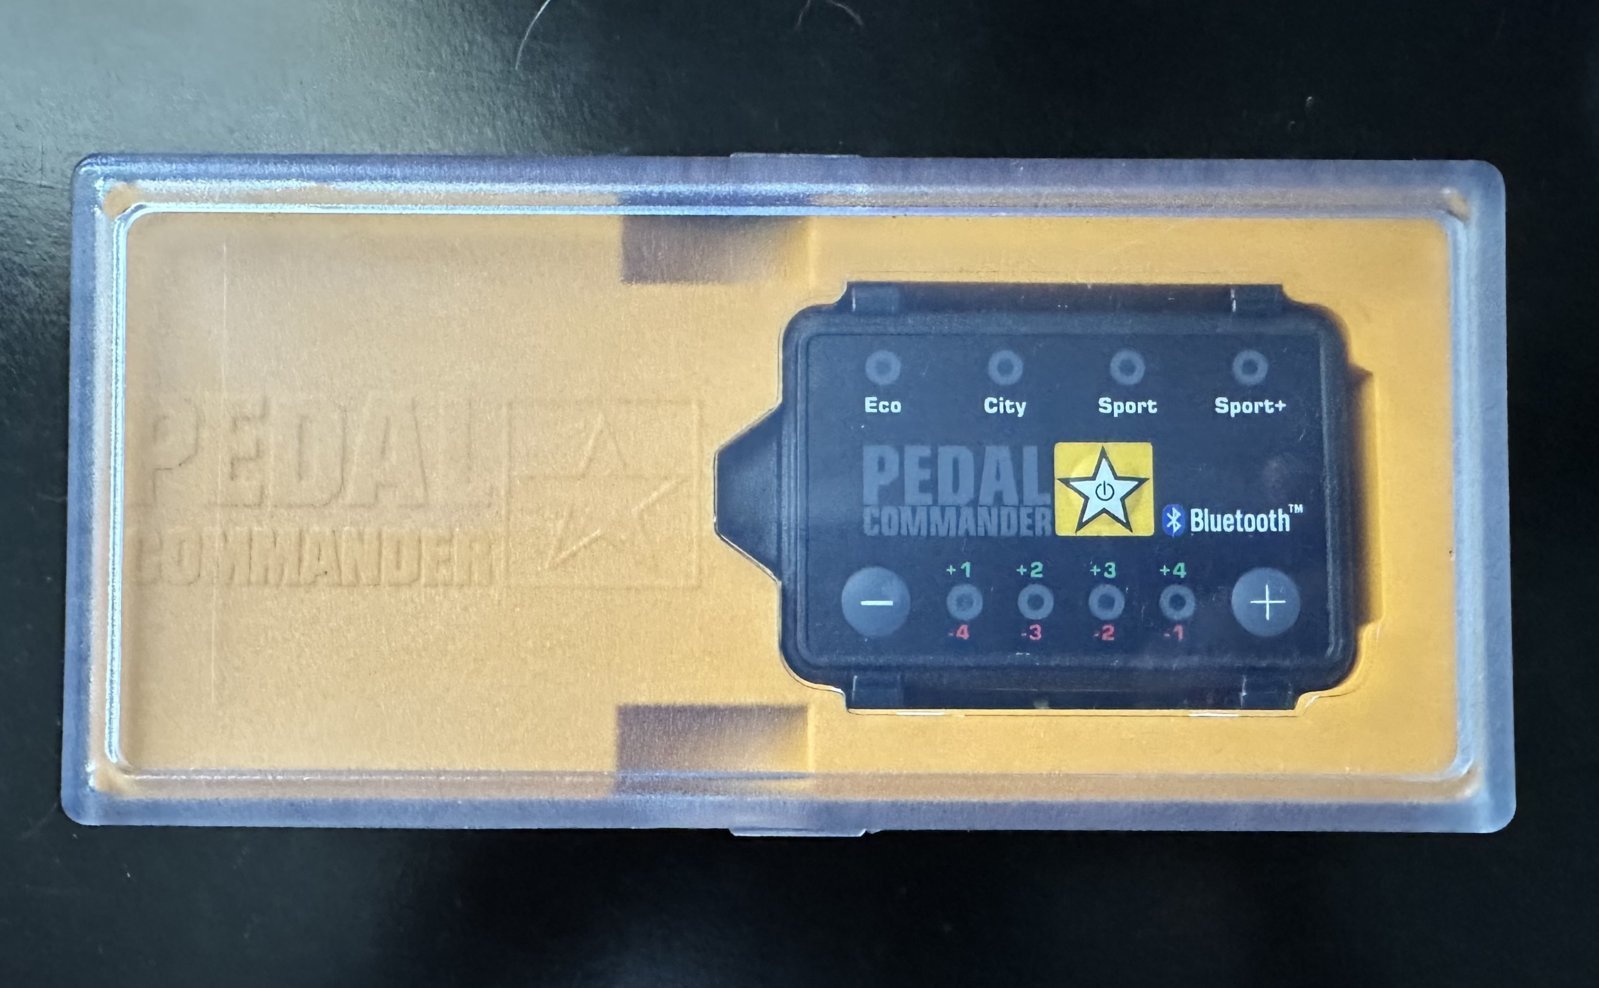 PEDAL
COMMANDER
Eco City Sport Sport+
PEDAL
COMMANDER
Bluetooth™
+1 +2 +3 +4
− +
-4 -3 -2 -1